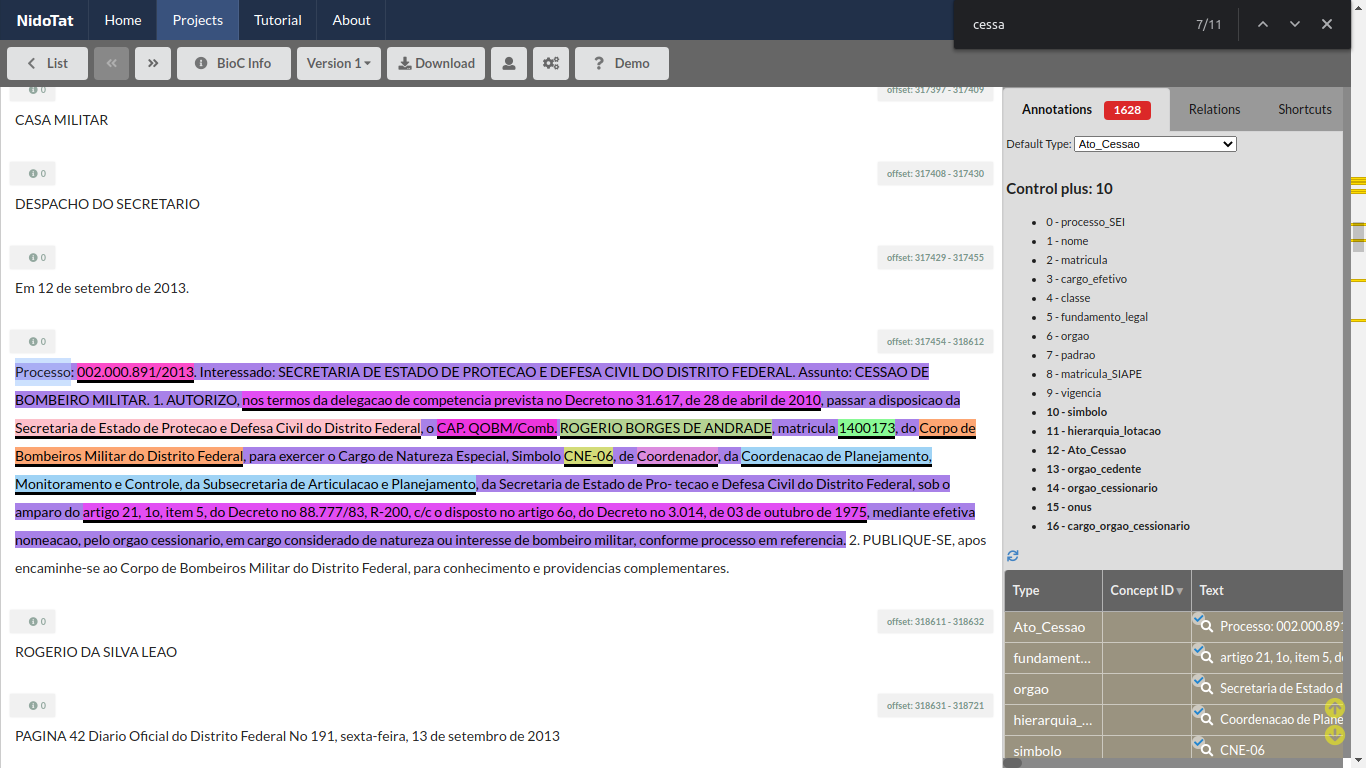 NidoTat Home Projects Tutorial About
cessa 7/11
List BioC Info Version 1 Download ? Demo
0 offset: 317397 - 317409
CASA MILITAR
0 offset: 317408 - 317430
DESPACHO DO SECRETARIO
0 offset: 317429 - 317455
Em 12 de setembro de 2013.
0 offset: 317454 - 318612
Processo: 002.000.891/2013. Interessado: SECRETARIA DE ESTADO DE PROTECAO E DEFESA CIVIL DO DISTRITO FEDERAL. Assunto: CESSAO DE
BOMBEIRO MILITAR. 1. AUTORIZO, nos termos da delegacao de competencia prevista no Decreto no 31.617, de 28 de abril de 2010, passar a disposicao da
Secretaria de Estado de Protecao e Defesa Civil do Distrito Federal, o CAP. QOBM/Comb. ROGERIO BORGES DE ANDRADE, matricula 1400173, do Corpo de
Bombeiros Militar do Distrito Federal, para exercer o Cargo de Natureza Especial, Simbolo CNE-06, de Coordenador, da Coordenacao de Planejamento,
Monitoramento e Controle, da Subsecretaria de Articulacao e Planejamento, da Secretaria de Estado de Pro- tecao e Defesa Civil do Distrito Federal, sob o
amparo do artigo 21, 1o, item 5, do Decreto no 88.777/83, R-200, c/c o disposto no artigo 6o, do Decreto no 3.014, de 03 de outubro de 1975, mediante efetiva
nomeacao, pelo orgao cessionario, em cargo considerado de natureza ou interesse de bombeiro militar, conforme processo em referencia. 2. PUBLIQUE-SE, apos
encaminhe-se ao Corpo de Bombeiros Militar do Distrito Federal, para conhecimento e providencias complementares.
0 offset: 318611 - 318632
ROGERIO DA SILVA LEAO
0 offset: 318631 - 318721
PAGINA 42 Diario Oficial do Distrito Federal No 191, sexta-feira, 13 de setembro de 2013
Annotations 1628 Relations Shortcuts
Default Type: Ato_Cessao
Control plus: 10
0 - processo_SEI
1 - nome
2 - matricula
3 - cargo_efetivo
4 - classe
5 - fundamento_legal
6 - orgao
7 - padrao
8 - matricula_SIAPE
9 - vigencia
10 - simbolo
11 - hierarquia_lotacao
12 - Ato_Cessao
13 - orgao_cedente
14 - orgao_cessionario
15 - onus
16 - cargo_orgao_cessionario
Type Concept ID Text
Ato_Cessao Processo: 002.000.891
fundament... artigo 21, 1o, item 5, d
orgao Secretaria de Estado d
hierarquia_... Coordenacao de Plane
simbolo CNE-06